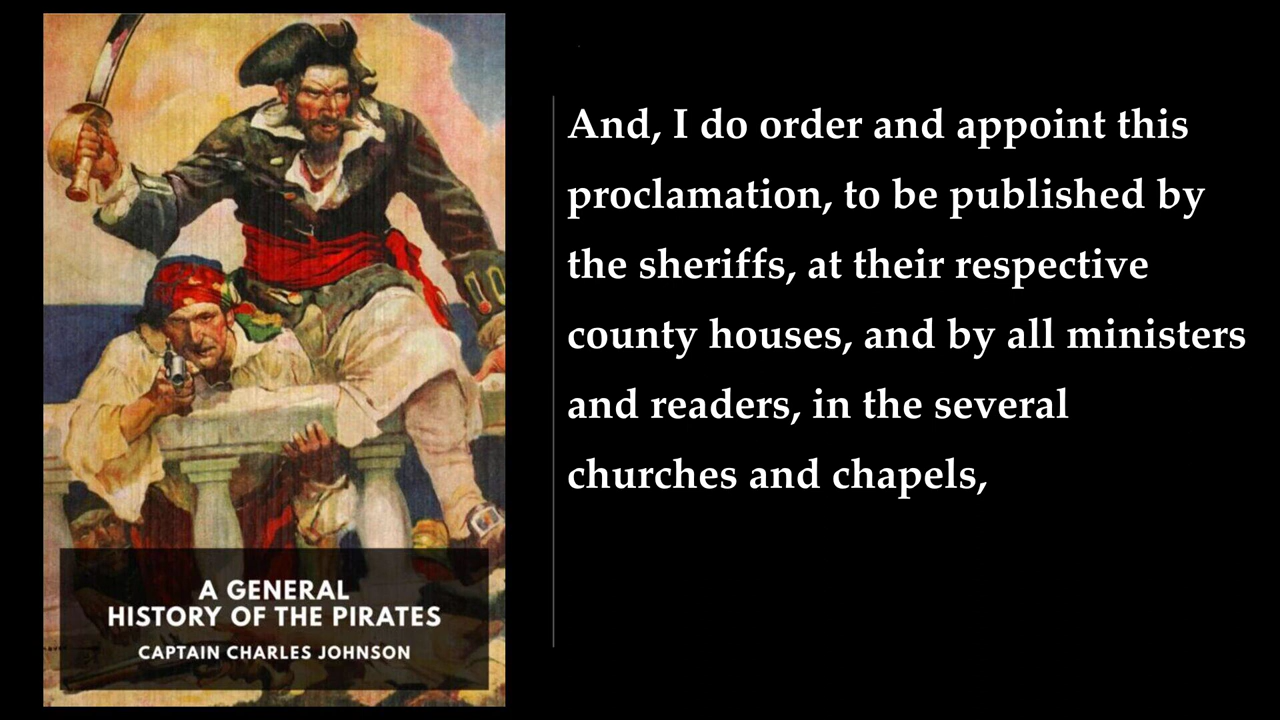 A GENERAL
HISTORY OF THE PIRATES
CAPTAIN CHARLES JOHNSON
And, I do order and appoint this
proclamation, to be published by
the sheriffs, at their respective
county houses, and by all ministers
and readers, in the several
churches and chapels,